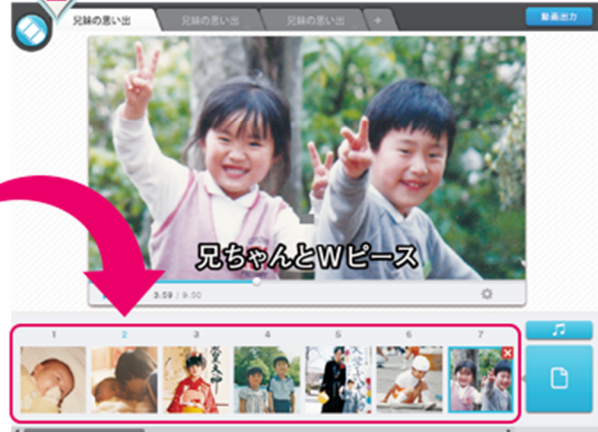 兄妹の思い出
兄妹の思い出
兄妹の思い出
+
動画出力
兄ちゃんとWピース
3:59 / 9:50
1 2 3 4 5 6 7